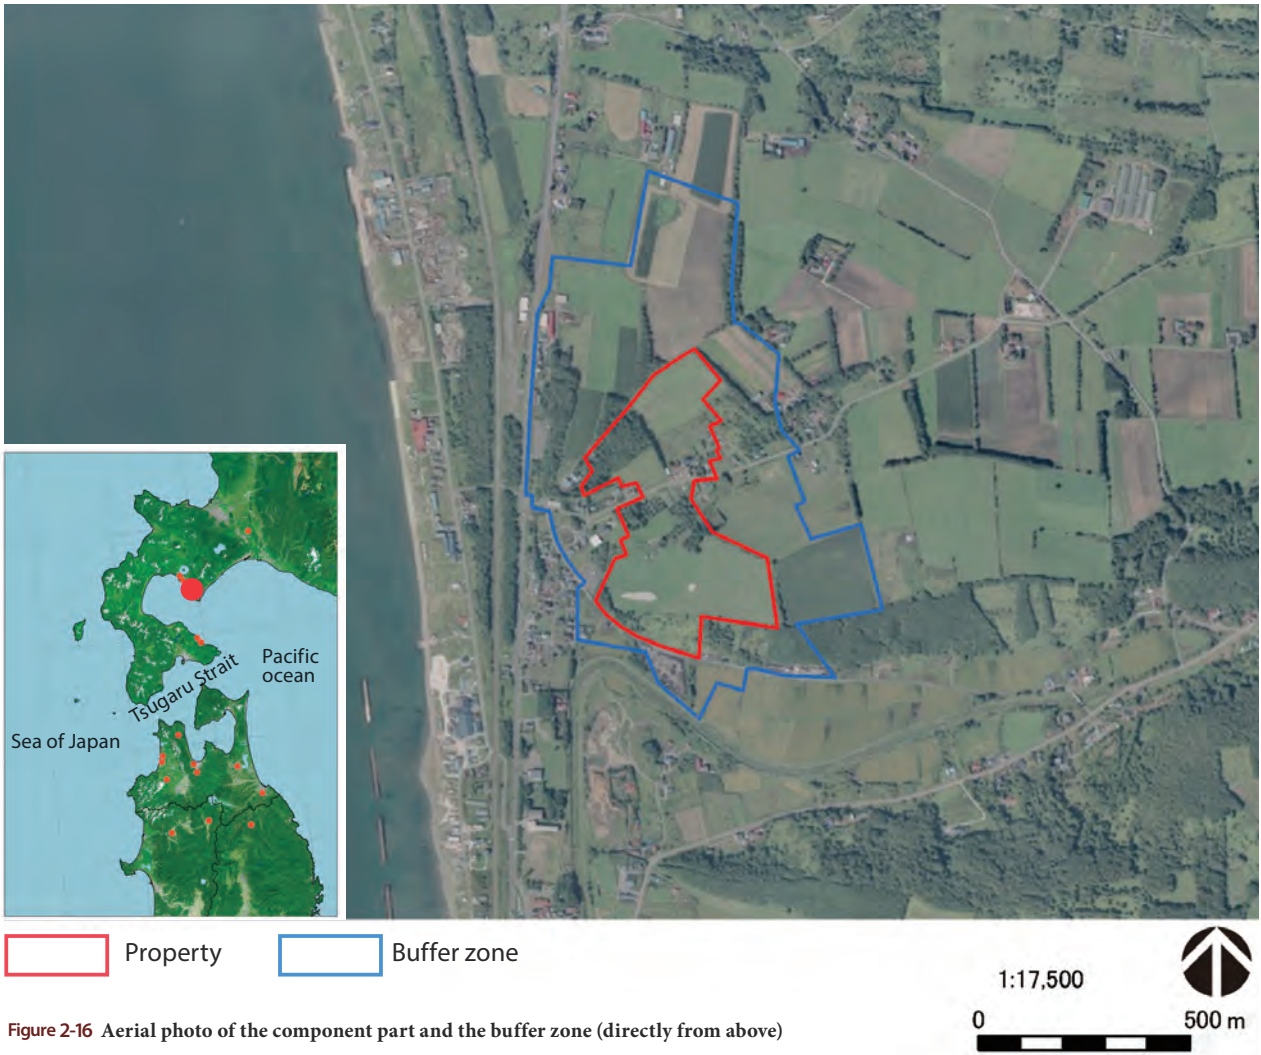 Pacific
ocean
Tsugaru Strait
Sea of Japan
Property
Buffer zone
1:17,500
0 500 m
Figure 2-16 Aerial photo of the component part and the buffer zone (directly from above)